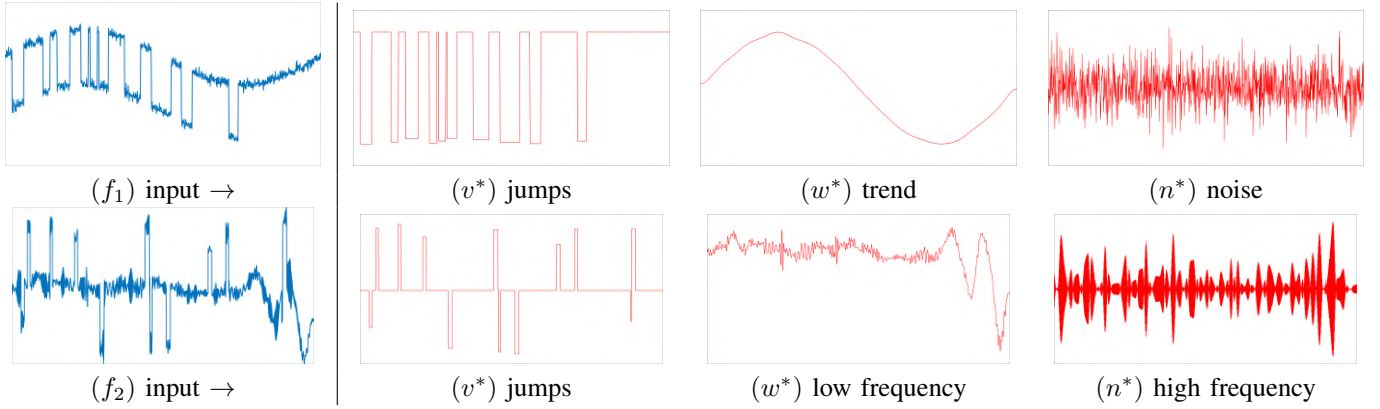 (f₁) input → (v*) jumps (w*) trend (n*) noise
(f₂) input → (v*) jumps (w*) low frequency (n*) high frequency